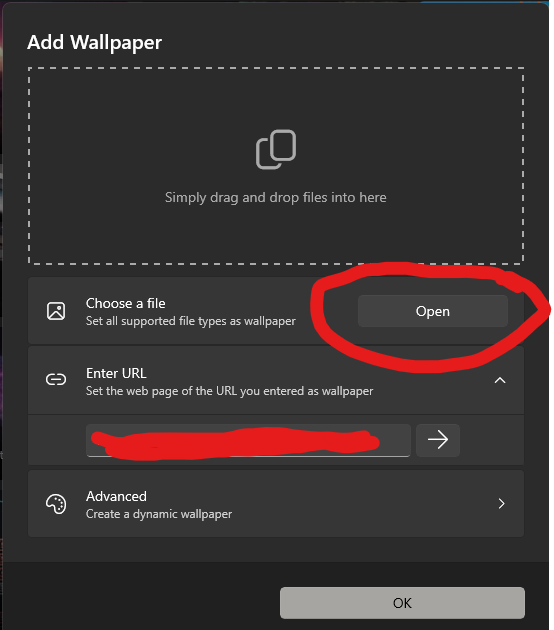 Add Wallpaper
Simply drag and drop files into here
Choose a file
Set all supported file types as wallpaper
Open
Enter URL
Set the web page of the URL you entered as wallpaper
Advanced
Create a dynamic wallpaper
OK